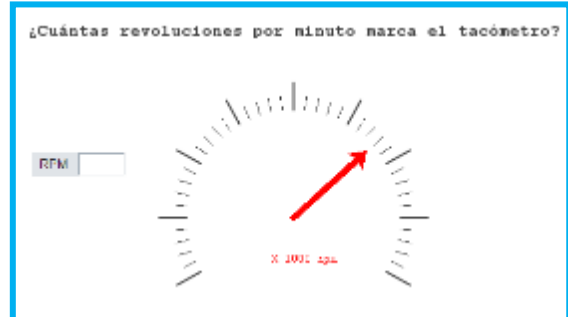 ¿Cuántas revoluciones por minuto marca el tacómetro?
RPM
X 1000 rpm